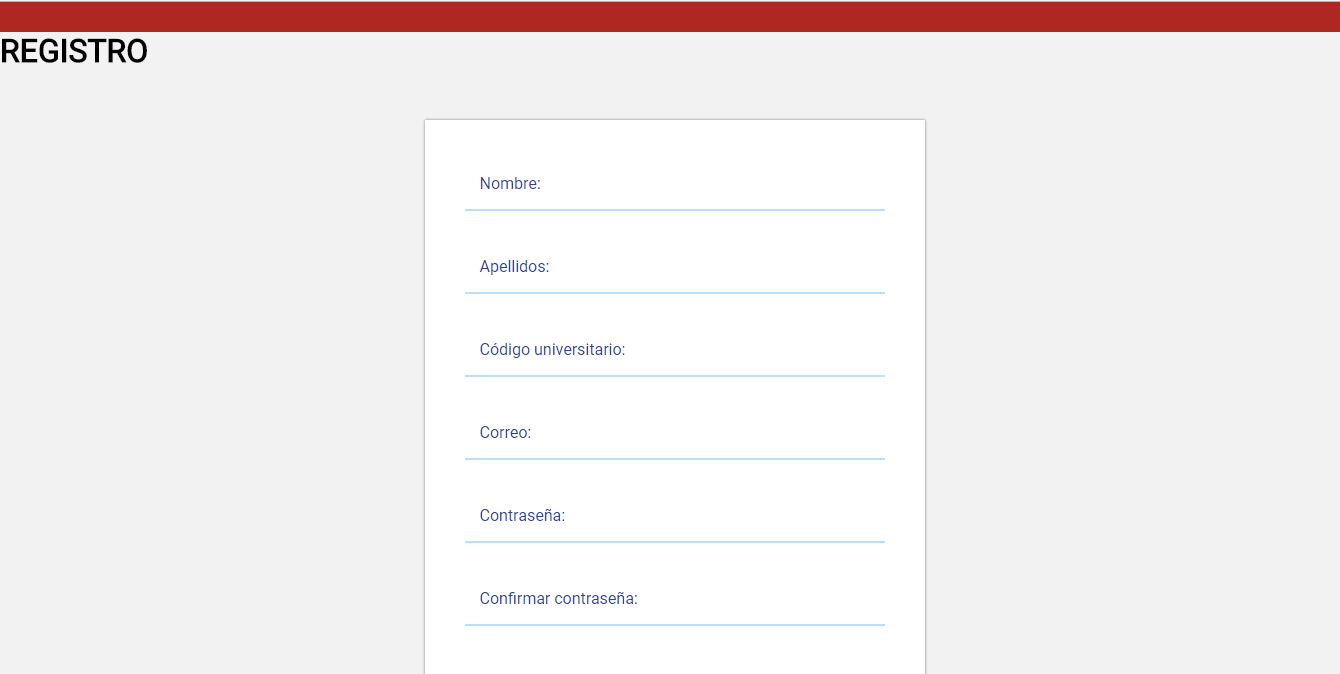 REGISTRO
Nombre:
Apellidos:
Código universitario:
Correo:
Contraseña:
Confirmar contraseña: